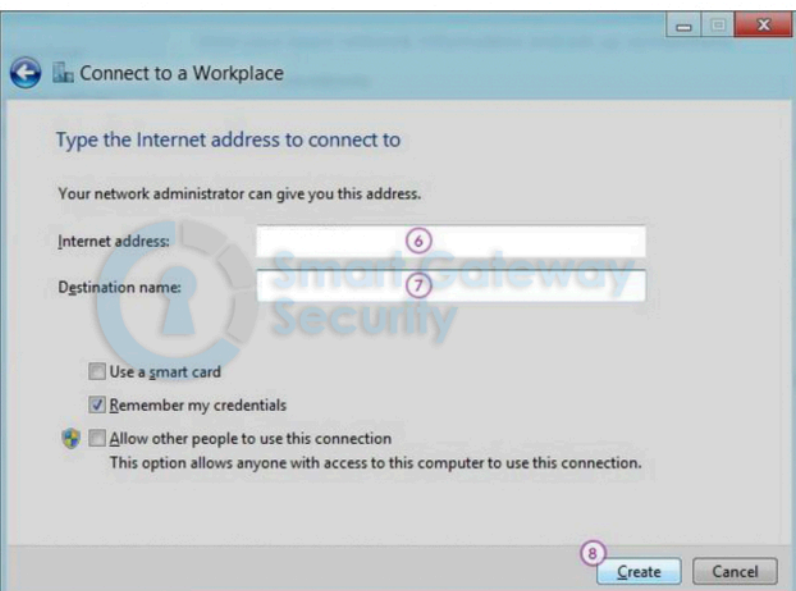 Connect to a Workplace
Type the Internet address to connect to
Your network administrator can give you this address.
Internet address:
6
Smart Gateway
Destination name:
7
Security
Use a smart card
Remember my credentials
Allow other people to use this connection
This option allows anyone with access to this computer to use this connection.
8
Create
Cancel